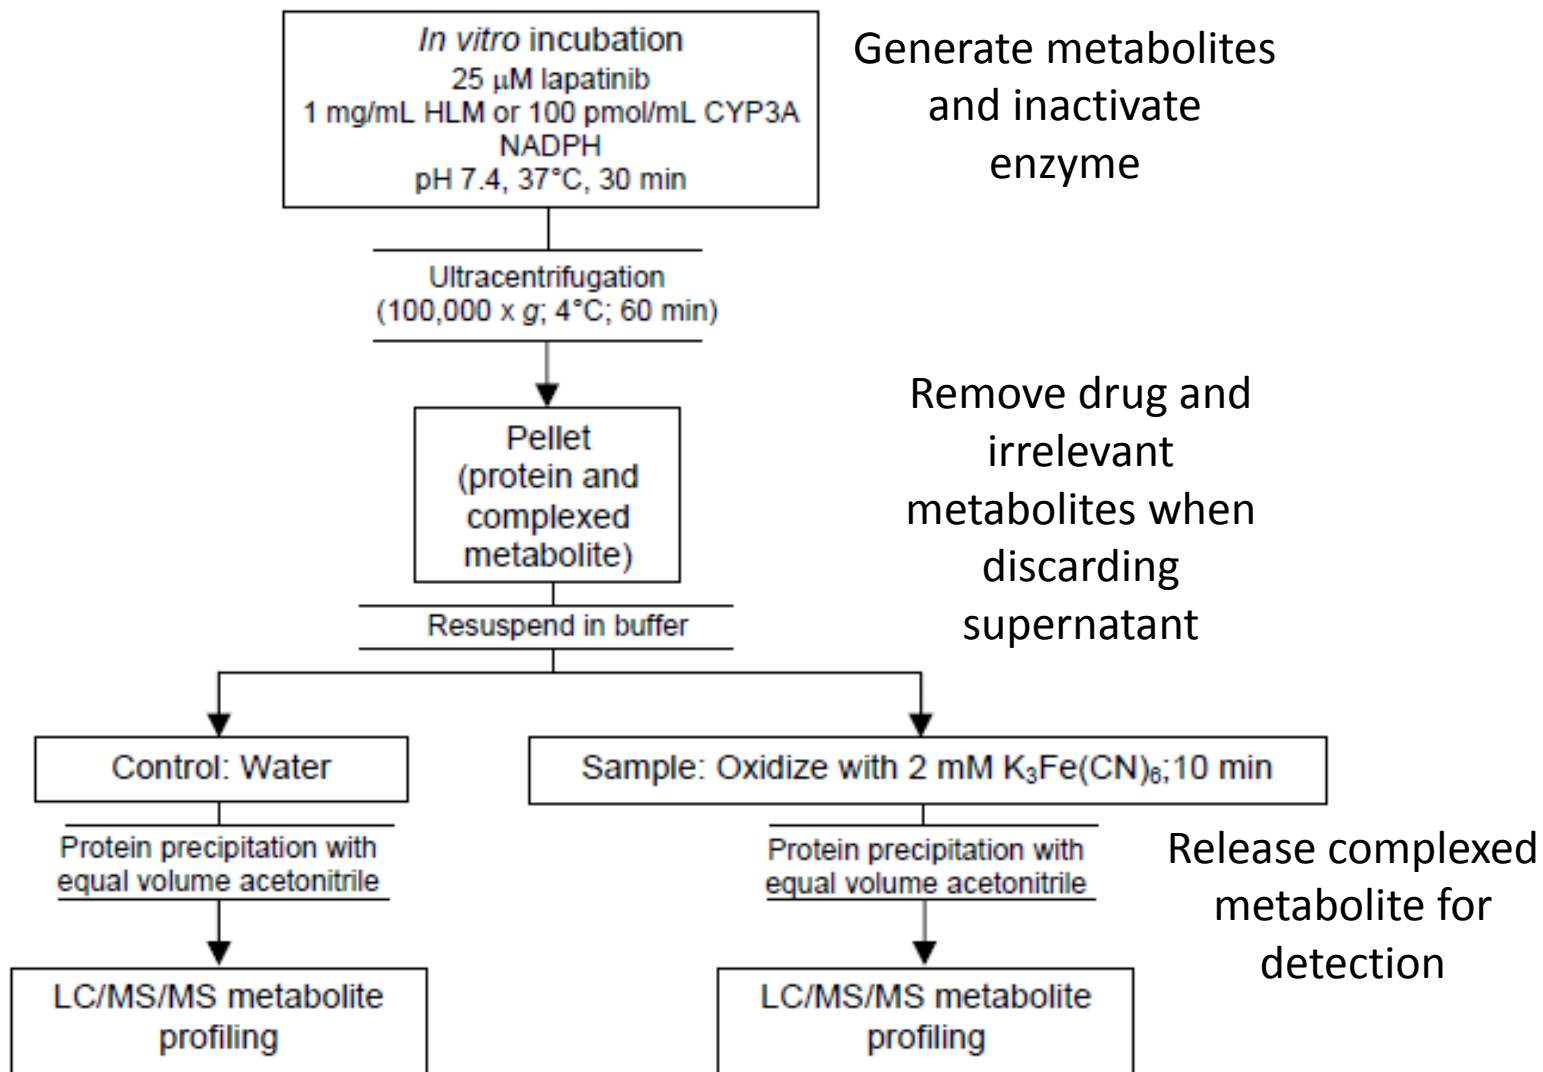 In vitro incubation
25 μM lapatinib
1 mg/mL HLM or 100 pmol/mL CYP3A
NADPH
pH 7.4, 37°C, 30 min
Generate metabolites
and inactivate
enzyme
Ultracentrifugation
(100,000 x g; 4°C; 60 min)
Pellet
(protein and
complexed
metabolite)
Remove drug and
irrelevant
metabolites when
discarding
supernatant
Resuspend in buffer
Control: Water
Sample: Oxidize with 2 mM K₃Fe(CN)₆;10 min
Protein precipitation with
equal volume acetonitrile
Protein precipitation with
equal volume acetonitrile
Release complexed
metabolite for
detection
LC/MS/MS metabolite
profiling
LC/MS/MS metabolite
profiling